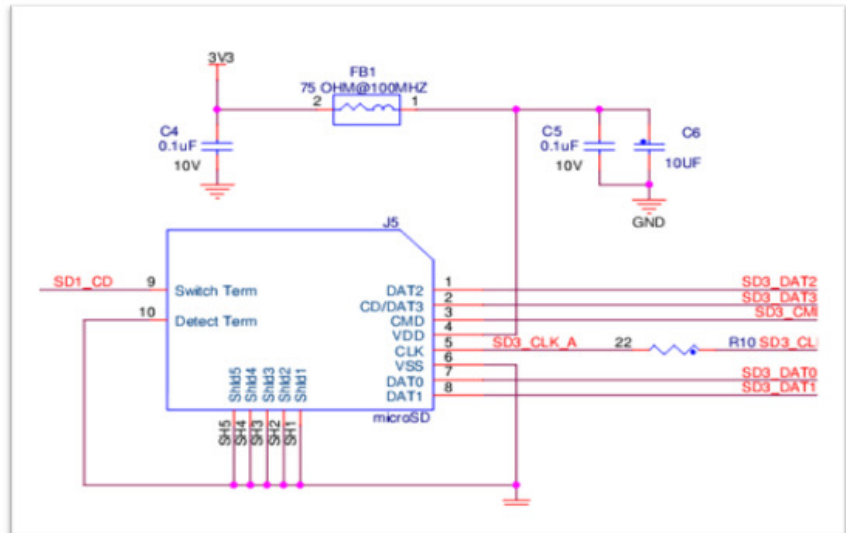 3V3
FB1
75 OHM@100MHZ
2 1
C4
0.1uF
10V
C5
0.1uF
10V
C6
10UF
GND
J5
SD1_CD 9 Switch Term
10 Detect Term
DAT2 1 SD3_DAT2
CD/DAT3 2 SD3_DAT3
CMD 3 SD3_CM
VDD 4
CLK 5 SD3_CLK_A 22 R10 SD3_CL
VSS 6
DAT0 7 SD3_DAT0
DAT1 8 SD3_DAT1
Shld5 Shld4 Shld3 Shld2 Shld1
SH5 SH4 SH3 SH2 SH1
microSD